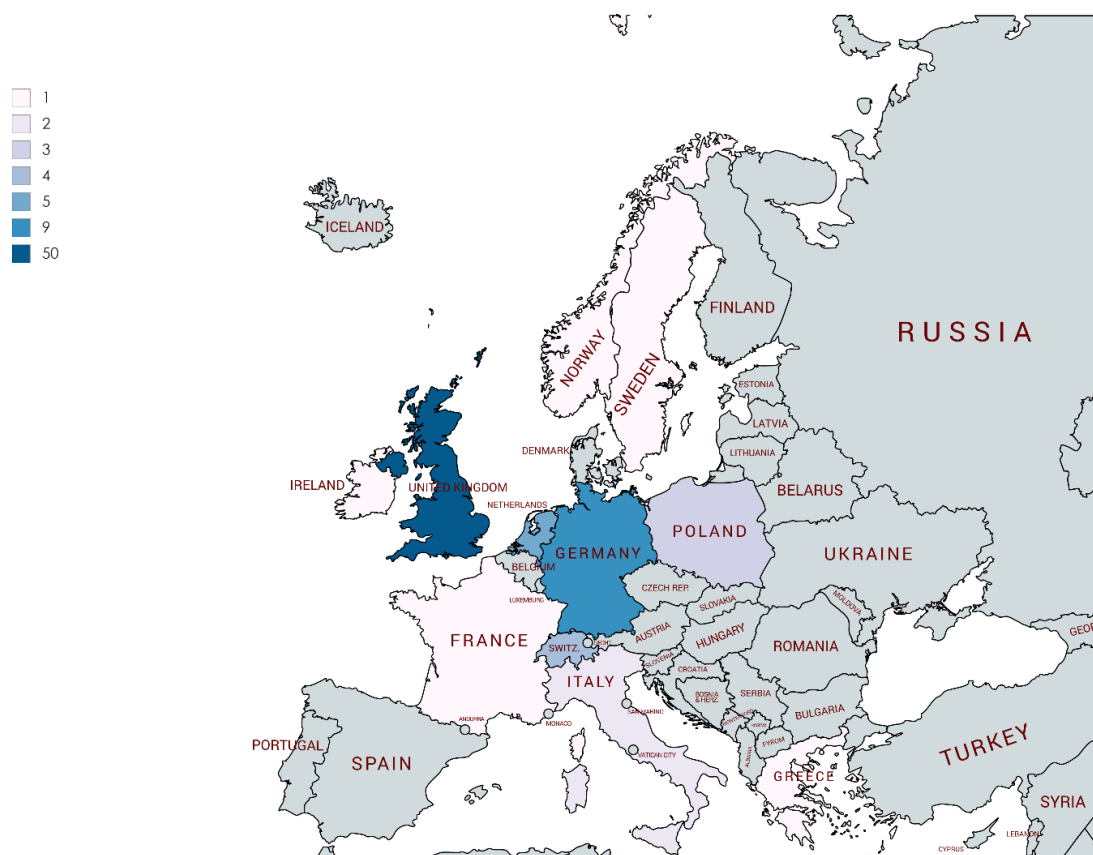 1
2
3
4
5
9
50
ICELAND
FINLAND
RUSSIA
NORWAY
SWEDEN
ESTONIA
LATVIA
LITHUANIA
DENMARK
IRELAND
UNITED KINGDOM
NETHERLANDS
BELARUS
POLAND
GERMANY
UKRAINE
BELGIUM
LUXEMBURG
CZECH REP.
SLOVAKIA
MOLDOVA
FRANCE
SWITZ.
AUSTRIA
HUNGARY
ROMANIA
GEOR
ITALY
SLOVENIA
CROATIA
BOSNIA
& HERZ.
SERBIA
BULGARIA
MONTENEGRO
ANDORRA
MONACO
SAN MARINO
VATICAN CITY
PORTUGAL
SPAIN
ALBANIA
FYROM
GREECE
TURKEY
SYRIA
CYPRUS
LEBANON